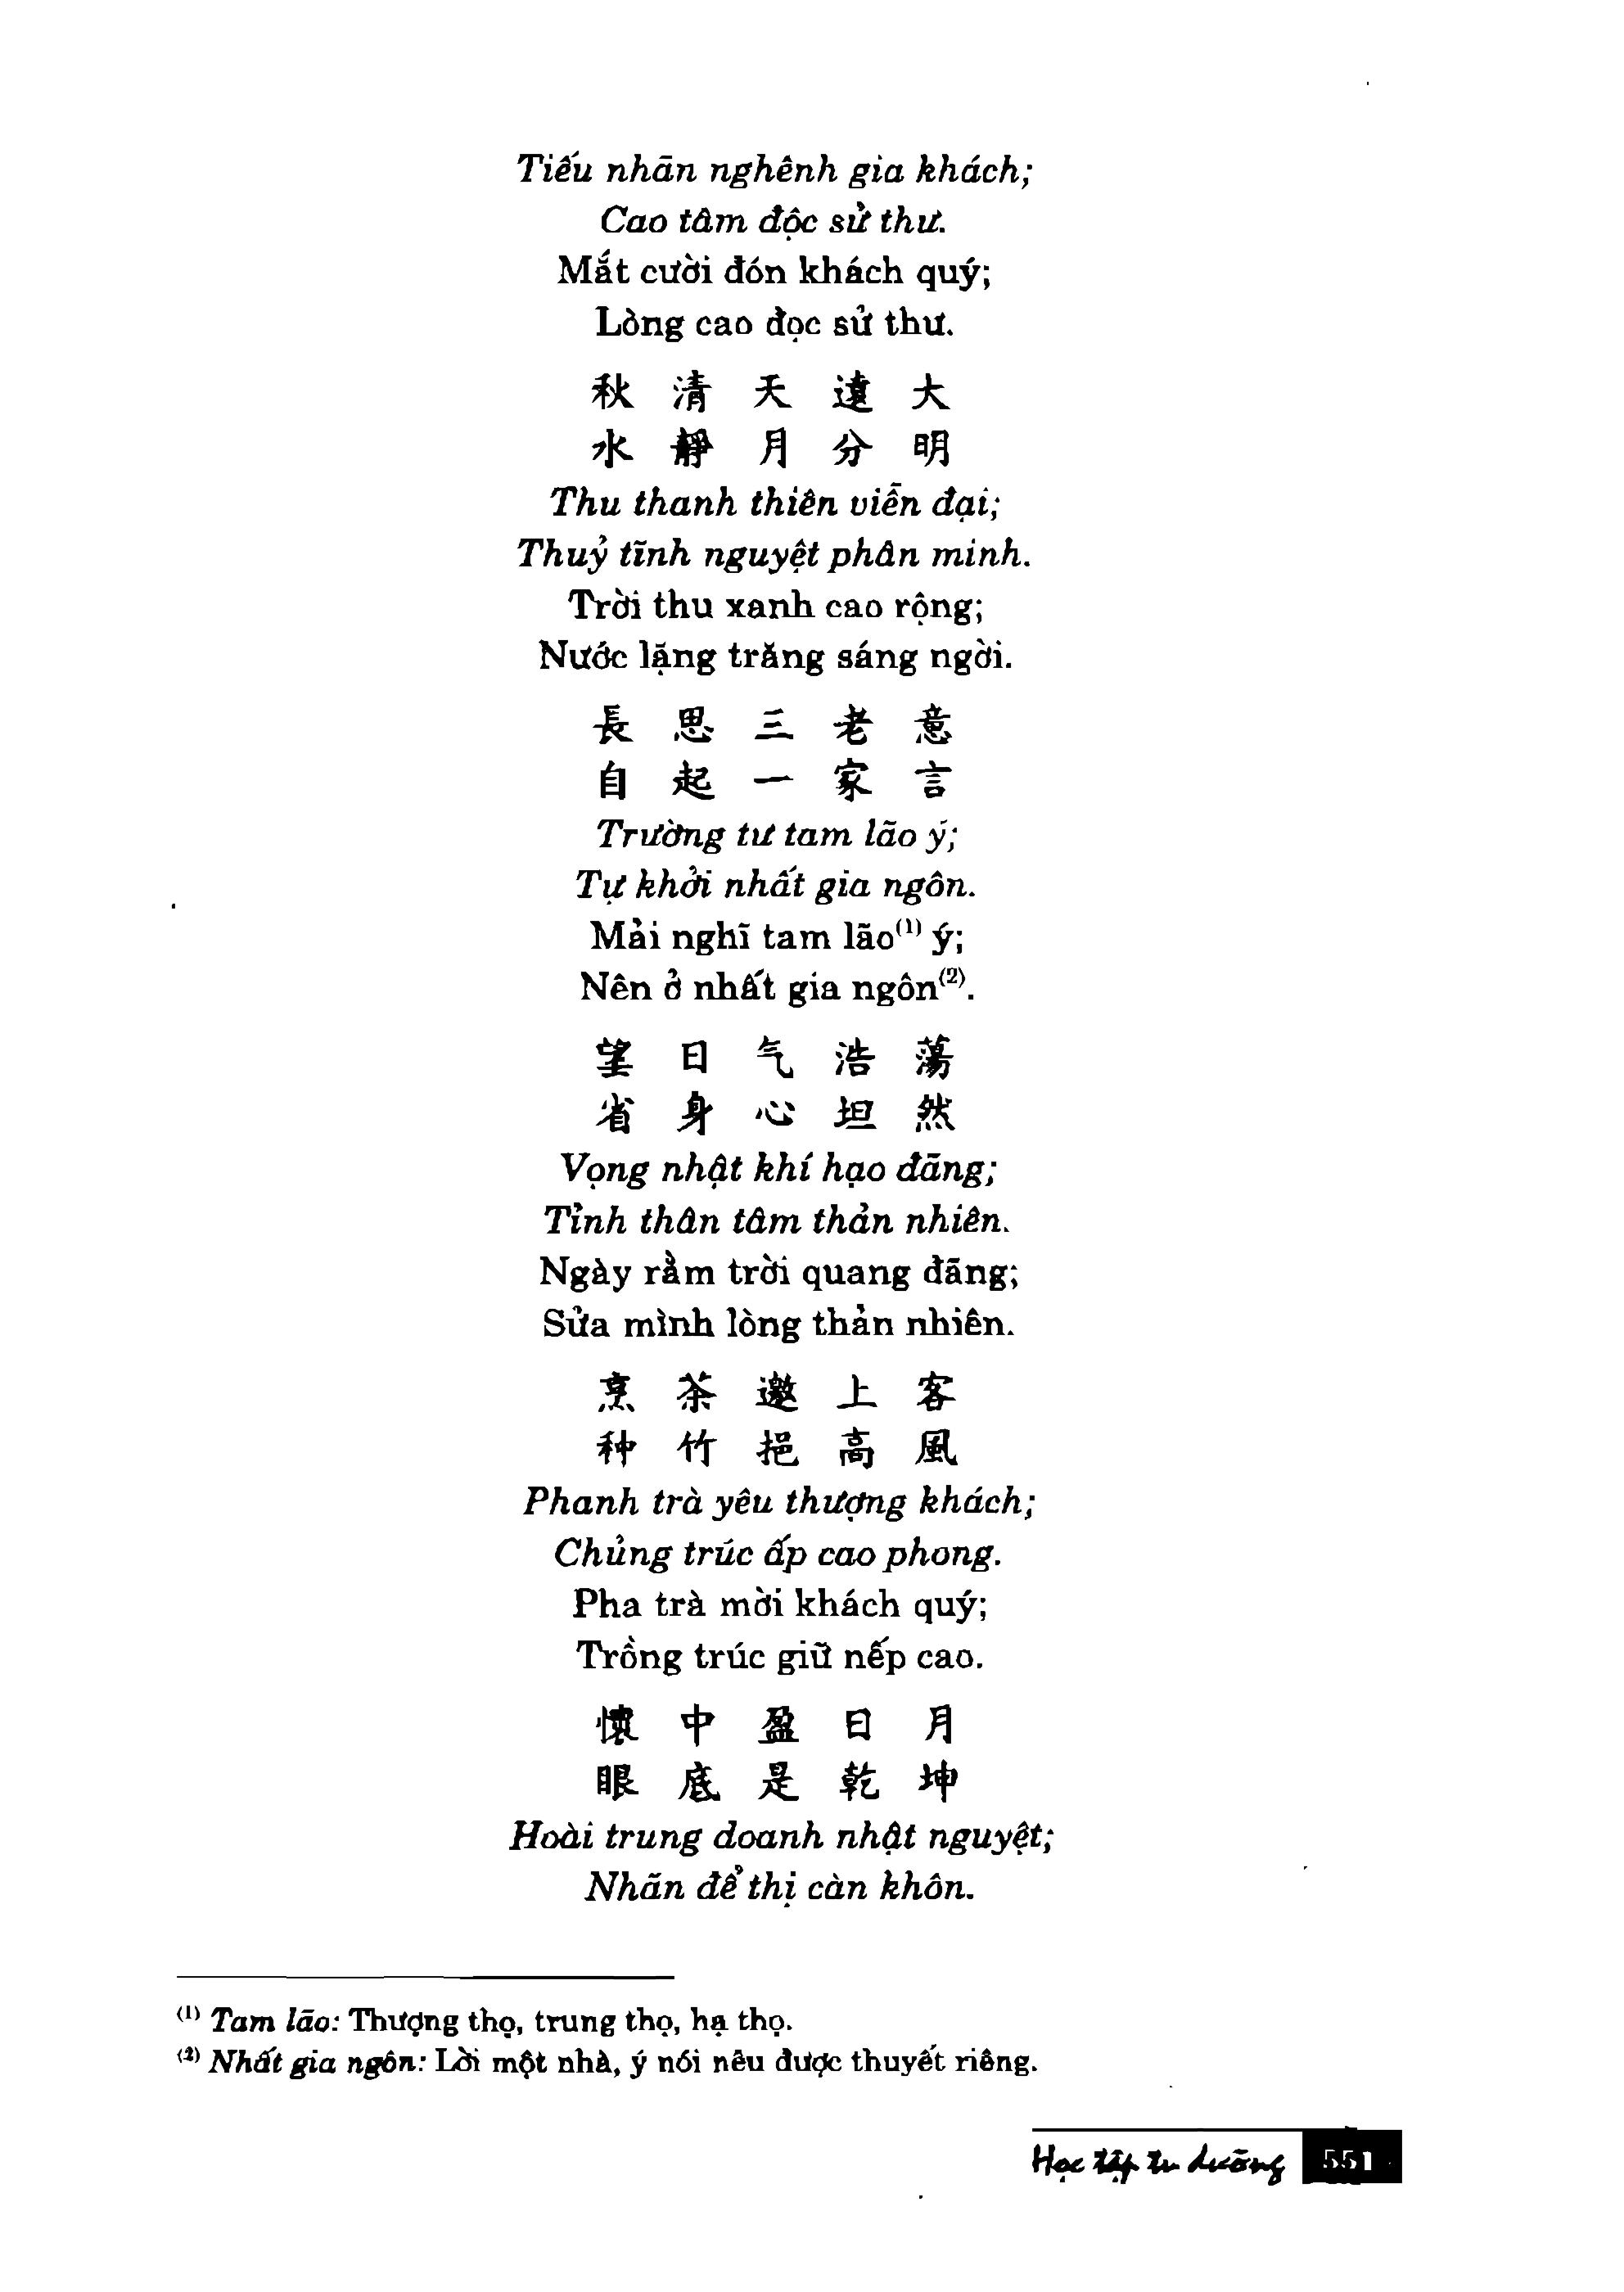 Tiếu nhãn nghênh gia khách;
Cao tâm độc sử thư.
Mắt cười đón khách quý;
Lòng cao đọc sử thư.
秋 清 天 遠 大
水 靜 月 分 明
Thu thanh thiên viễn đại;
Thuỷ tĩnh nguyệt phân minh.
Trời thu xanh cao rộng;
Nước lặng trăng sáng ngời.
長 思 三 老 意
自 起 一 家 言
Trường tư tam lão ý;
Tự khởi nhất gia ngôn.
Mải nghĩ tam lão(1) ý;
Nên ở nhất gia ngôn(2).
望 日 气 浩 蕩
省 身 心 坦 然
Vọng nhật khí hạo đãng;
Tỉnh thân tâm thản nhiên.
Ngày rằm trời quang đãng;
Sửa mình lòng thản nhiên.
烹 茶 邀 上 客
种 竹 挹 高 風
Phanh trà yêu thượng khách;
Chủng trúc ấp cao phong.
Pha trà mời khách quý;
Trồng trúc giữ nếp cao.
懷 中 盈 日 月
眼 底 是 乾 坤
Hoài trung doanh nhật nguyệt;
Nhãn để thị càn khôn.
(1) Tam lão: Thượng thọ, trung thọ, hạ thọ.
(2) Nhất gia ngôn: Lời một nhà, ý nói nêu được thuyết riêng.
Học tập tu dưỡng 551